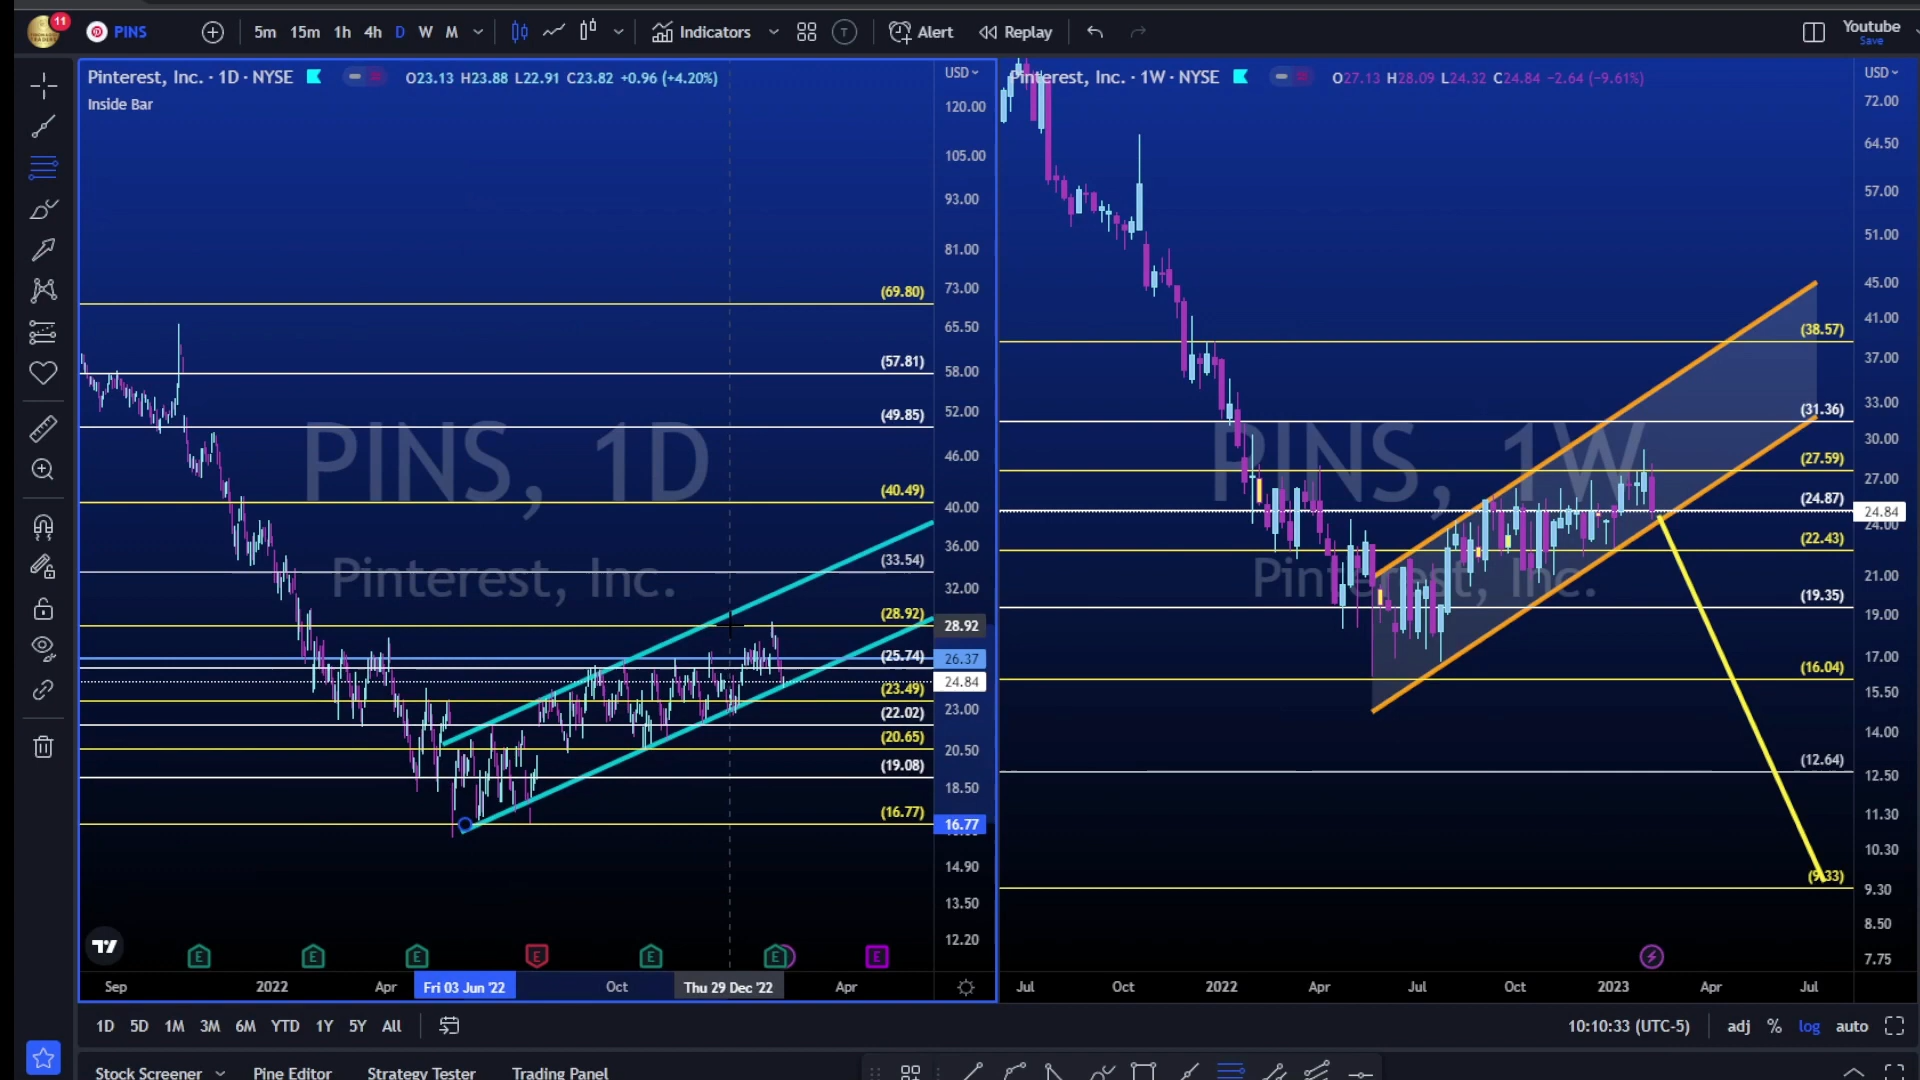 11
PINS
5m 15m 1h 4h D W M
Indicators
T
Alert
Replay
Youtube
Save
Pinterest, Inc. · 1D · NYSE
O23.13 H23.88 L22.91 C23.82 +0.96 (+4.20%)
Inside Bar
USD
120.00
105.00
93.00
81.00
73.00
65.50
58.00
52.00
46.00
40.00
36.00
32.00
28.92
26.37
24.84
23.00
20.50
18.50
16.77
14.90
13.50
12.20
(69.80)
(57.81)
(49.85)
(40.49)
(33.54)
(28.92)
(25.74)
(23.49)
(22.02)
(20.65)
(19.08)
(16.77)
PINS, 1D
Pinterest, Inc.
E E E E E E E
Sep 2022 Apr Fri 03 Jun '22 Oct Thu 29 Dec '22 Apr
Pinterest, Inc. · 1W · NYSE
O27.13 H28.09 L24.32 C24.84 −2.64 (−9.61%)
USD
72.00
64.50
57.00
51.00
45.00
41.00
37.00
33.00
30.00
27.00
24.84
24.00
21.00
19.00
17.00
15.50
14.00
12.50
11.30
10.30
9.30
8.50
7.75
(38.57)
(31.36)
(27.59)
(24.87)
(22.43)
(19.35)
(16.04)
(12.64)
(9.33)
PINS, 1W
Pinterest, Inc.
Jul Oct 2022 Apr Jul Oct 2023 Apr Jul
1D 5D 1M 3M 6M YTD 1Y 5Y All
10:10:33 (UTC-5) adj % log auto
Stock Screener Pine Editor Strategy Tester Trading Panel